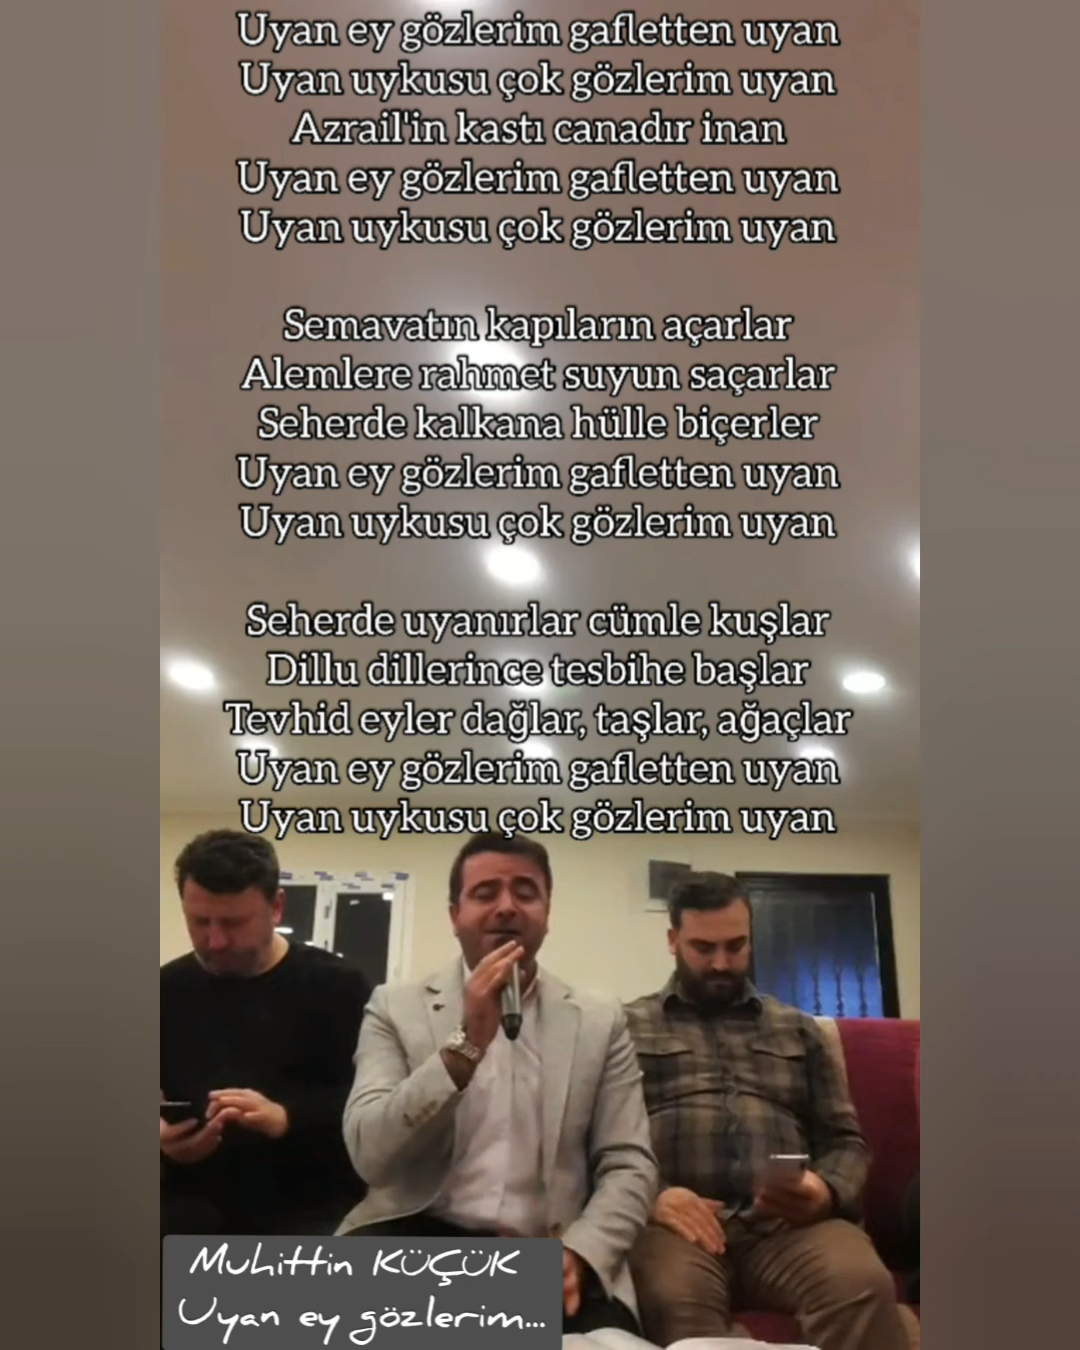 Uyan ey gözlerim gafletten uyan
Uyan uykusu çok gözlerim uyan
Azrail'in kastı canadır inan
Uyan ey gözlerim gafletten uyan
Uyan uykusu çok gözlerim uyan
Semavatın kapıların açarlar
Alemlere rahmet suyun saçarlar
Seherde kalkana hülle biçerler
Uyan ey gözlerim gafletten uyan
Uyan uykusu çok gözlerim uyan
Seherde uyanırlar cümle kuşlar
Dillu dillerince tesbihe başlar
Tevhid eyler dağlar, taşlar, ağaçlar
Uyan ey gözlerim gafletten uyan
Uyan uykusu çok gözlerim uyan
Muhittin KÜÇÜK
Uyan ey gözlerim...